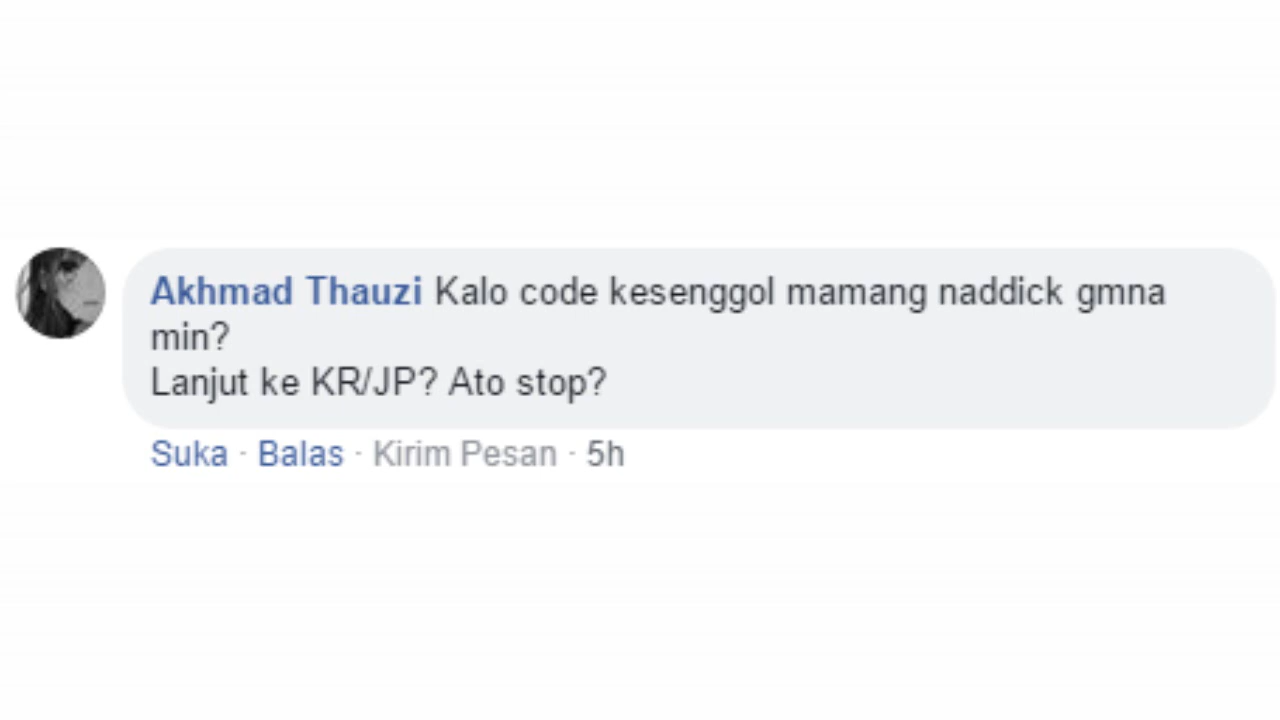 Akhmad Thauzi Kalo code kesenggol mamang naddick gmna
min?
Lanjut ke KR/JP? Ato stop?
Suka · Balas · Kirim Pesan · 5h